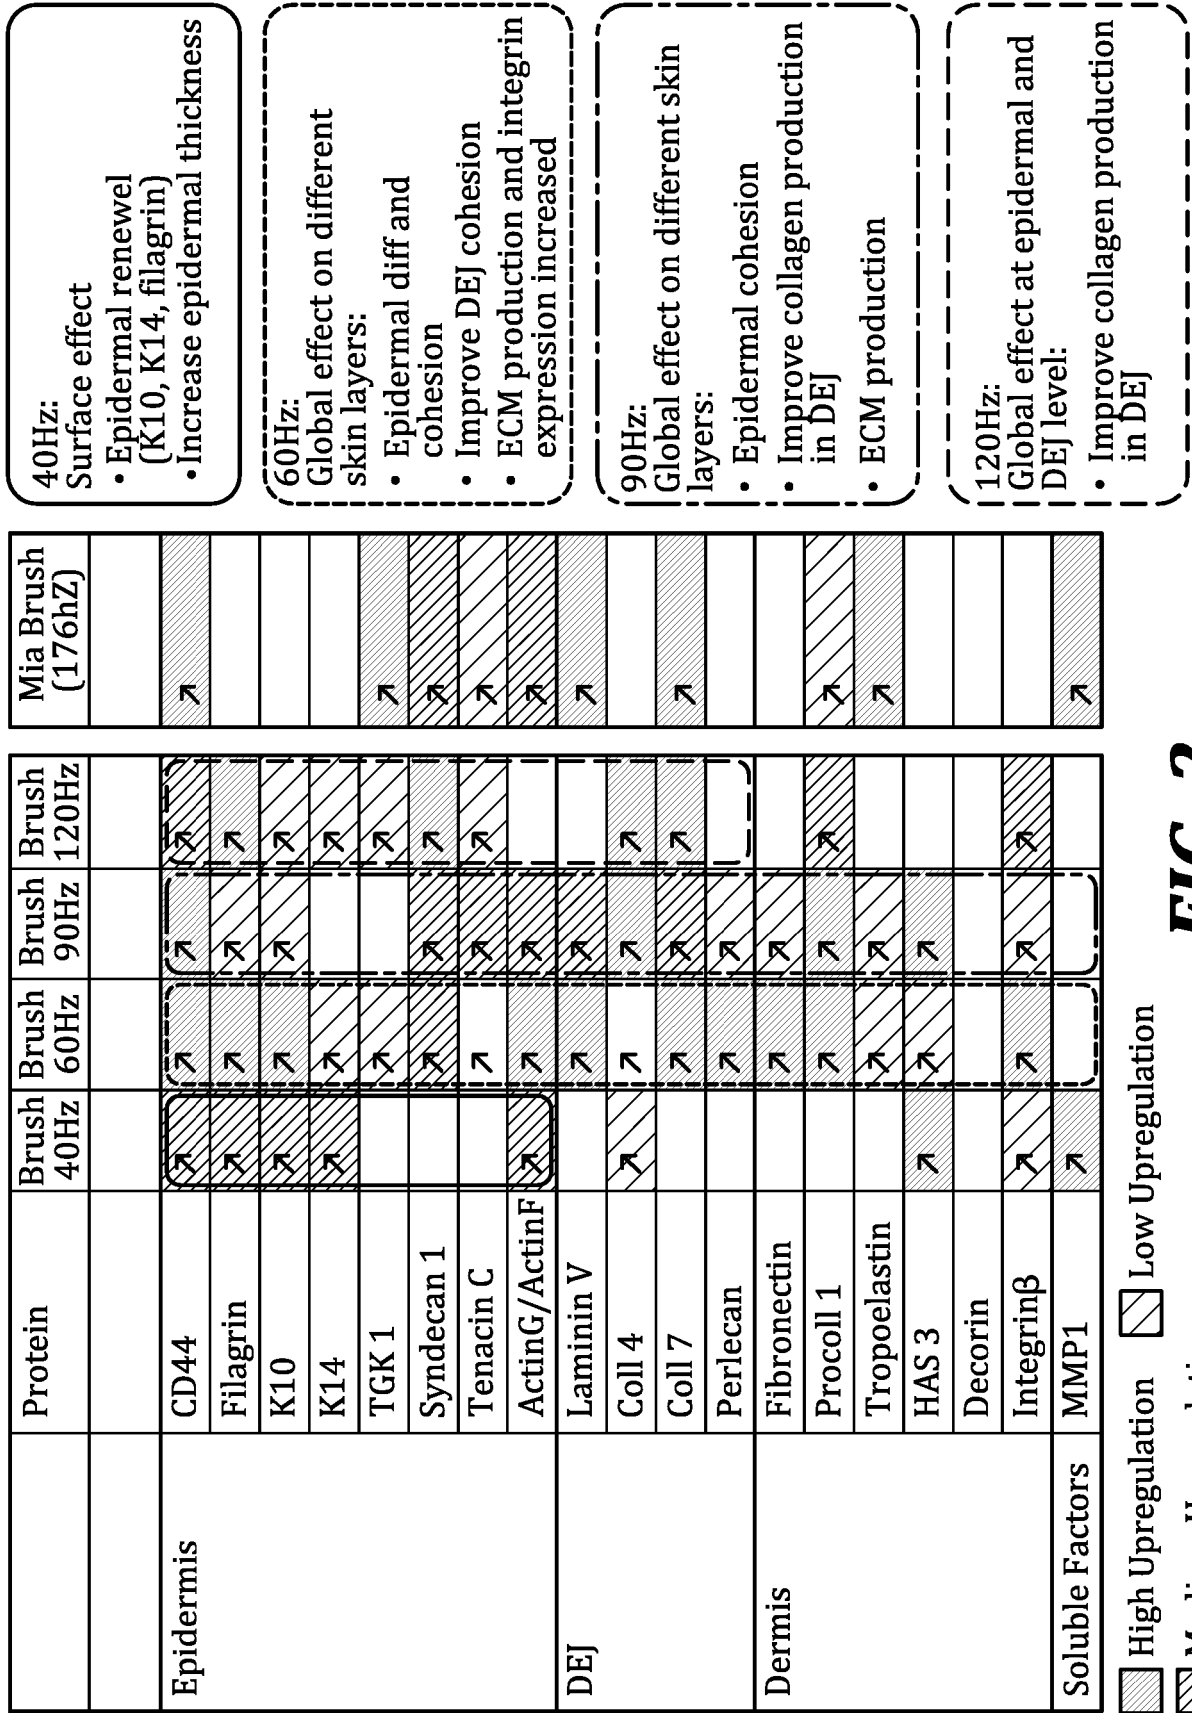 Protein
Brush
40Hz
Brush
60Hz
Brush
90Hz
Brush
120Hz
Mia Brush
(176hZ)
Epidermis
CD44
Filagrin
K10
K14
TGK 1
Syndecan 1
Tenacin C
ActinG/ActinF
DEJ
Laminin V
Coll 4
Coll 7
Perlecan
Dermis
Fibronectin
Procoll 1
Tropoelastin
HAS 3
Decorin
Integrinβ
Soluble Factors
MMP1
40Hz:
Surface effect
• Epidermal renewel
(K10, K14, filagrin)
• Increase epidermal thickness
60Hz:
Global effect on different
skin layers:
• Epidermal diff and
cohesion
• Improve DEJ cohesion
• ECM production and integrin
expression increased
90Hz:
Global effect on different skin
layers:
• Epidermal cohesion
• Improve collagen production
in DEJ
• ECM production
120Hz:
Global effect at epidermal and
DEJ level:
• Improve collagen production
in DEJ
High Upregulation
Low Upregulation